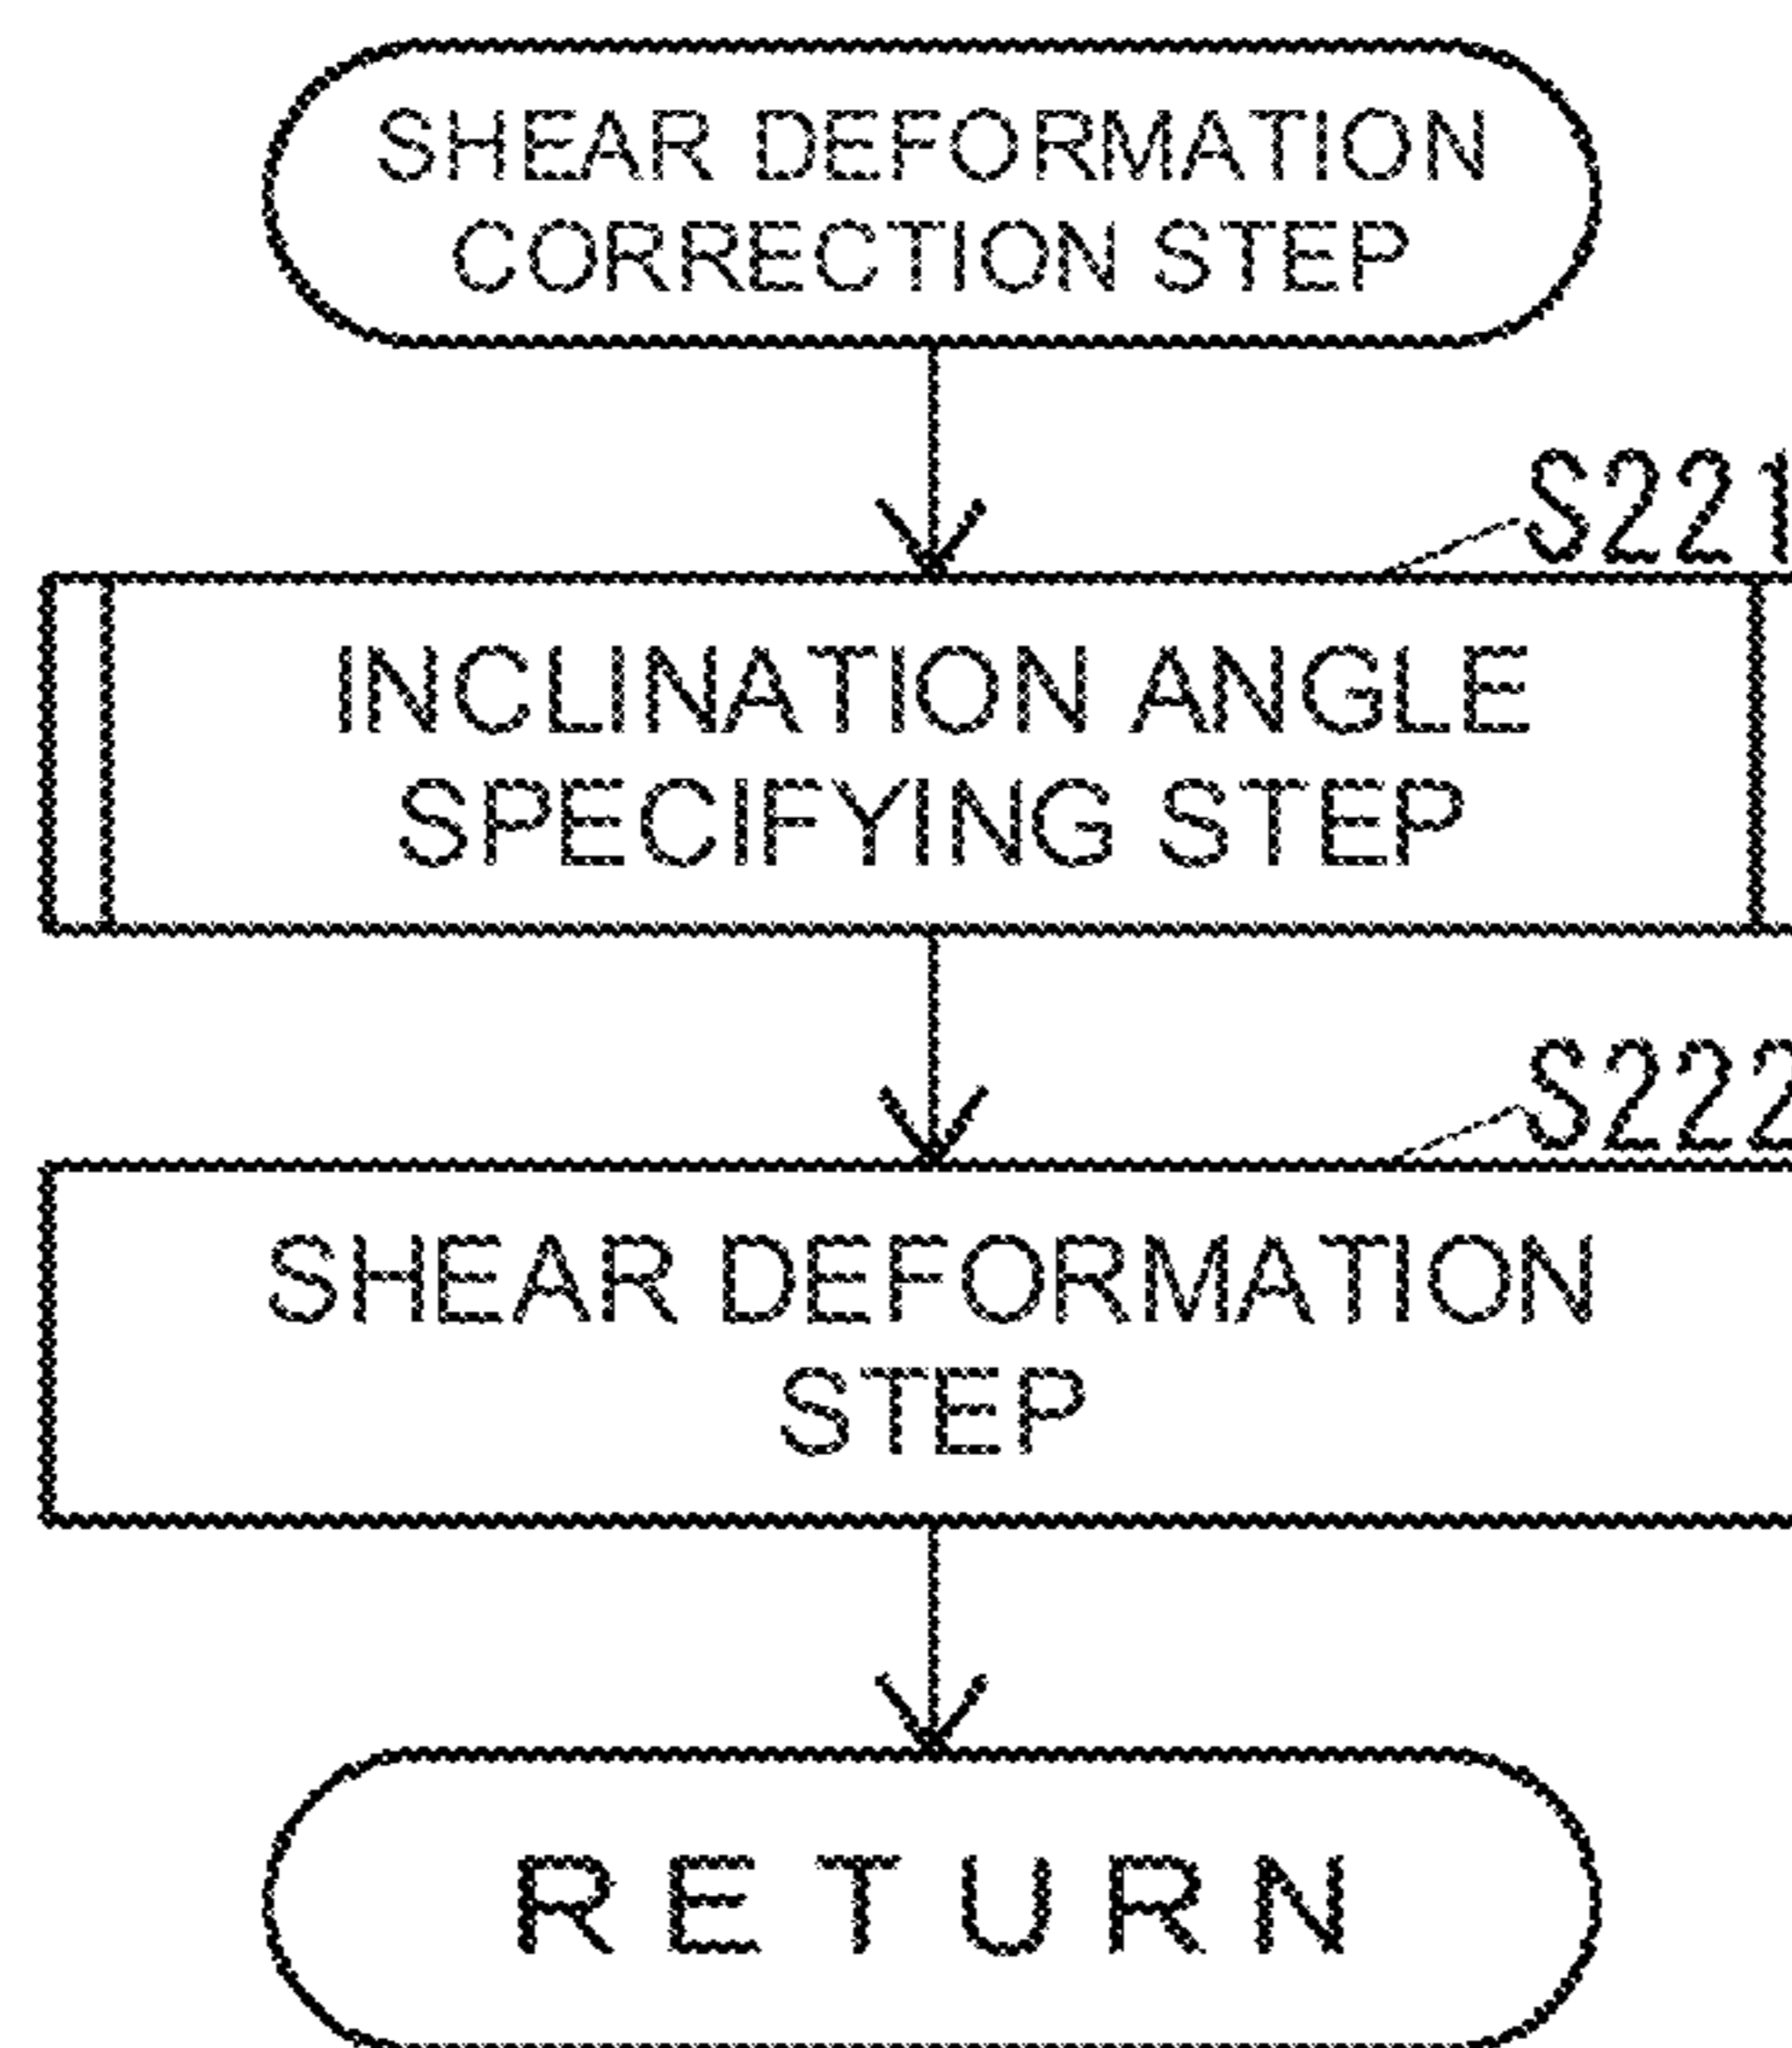 SHEAR DEFORMATION
CORRECTION STEP
S221
INCLINATION ANGLE
SPECIFYING STEP
S222
SHEAR DEFORMATION
STEP
RETURN